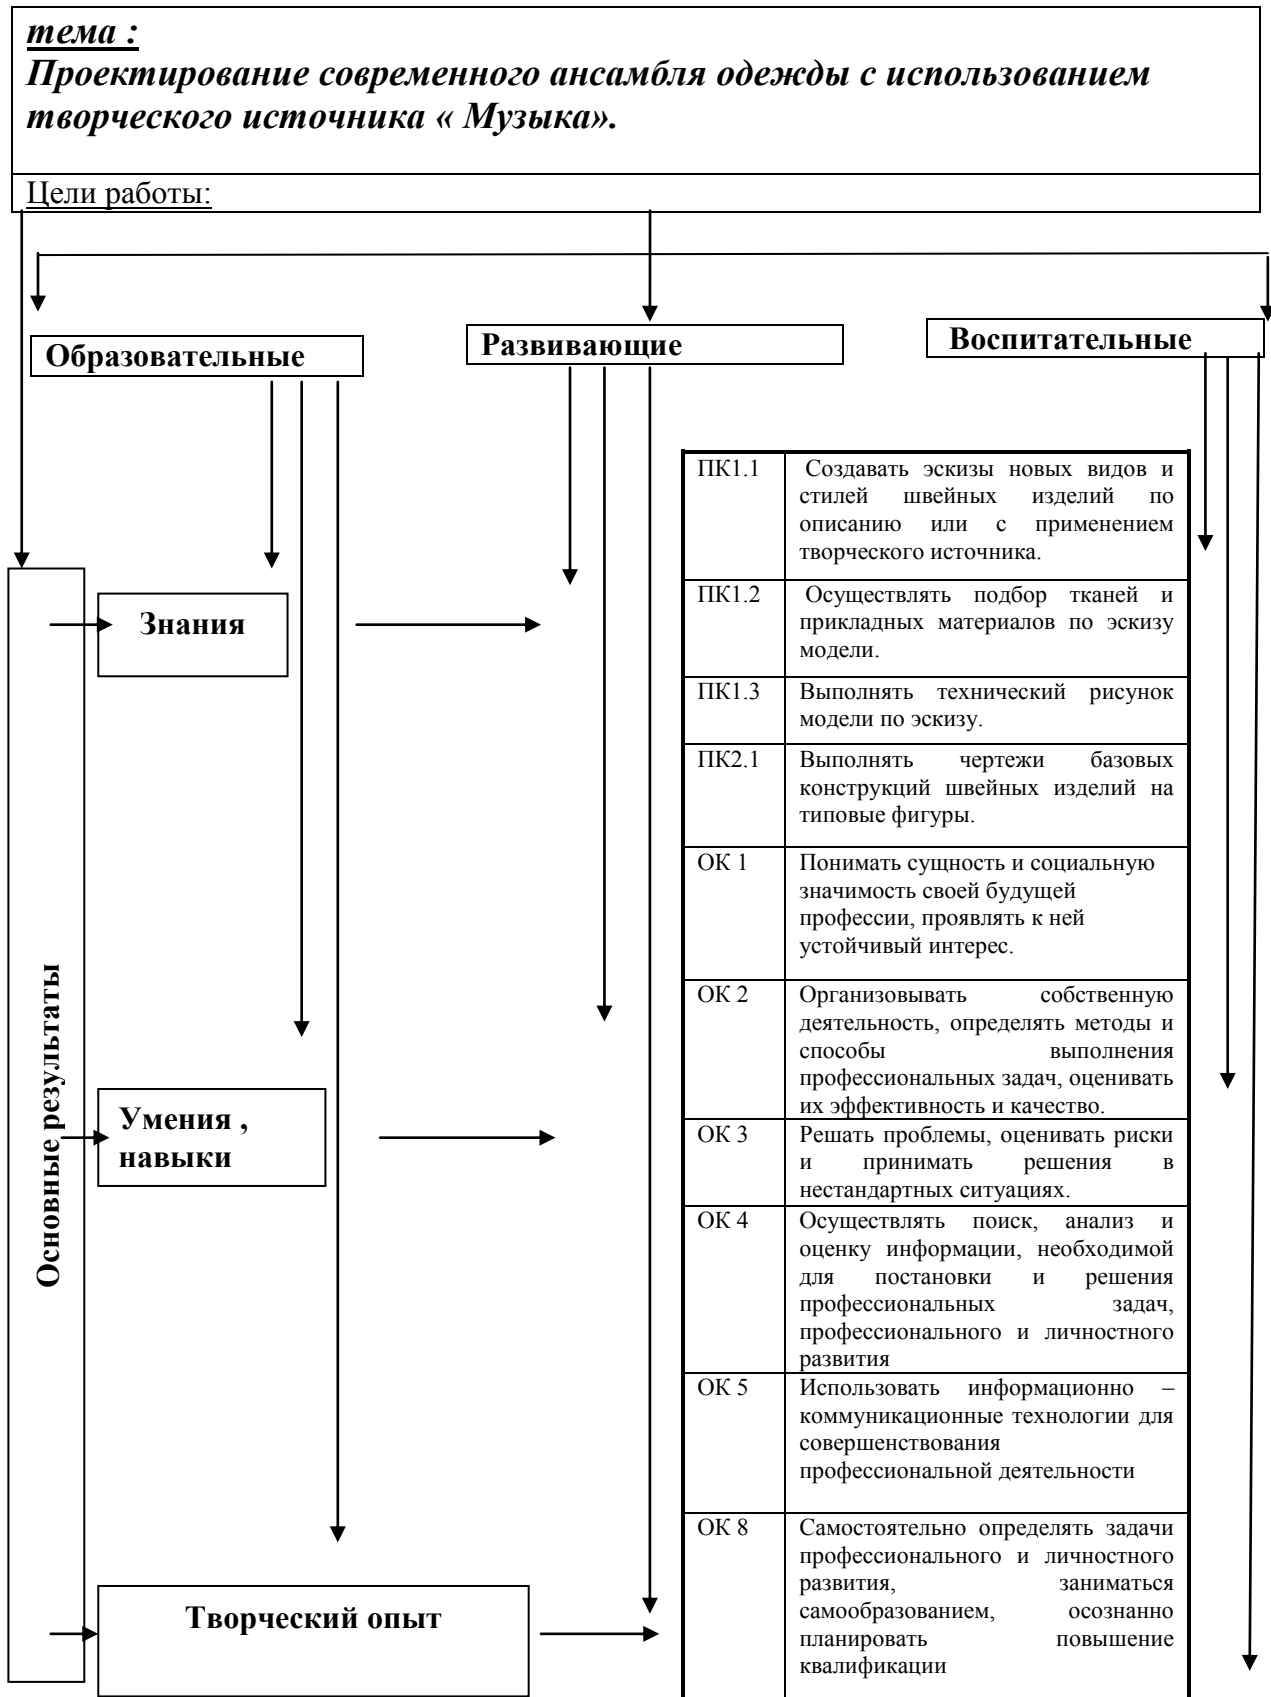 тема :
Проектирование современного ансамбля одежды с использованием
творческого источника « Музыка».
Цели работы:
Образовательные
Развивающие
Воспитательные
Основные результаты
Знания
Умения ,
навыки
Творческий опыт
ПК1.1 Создавать эскизы новых видов и
стилей швейных изделий по
описанию или с применением
творческого источника.
ПК1.2 Осуществлять подбор тканей и
прикладных материалов по эскизу
модели.
ПК1.3 Выполнять технический рисунок
модели по эскизу.
ПК2.1 Выполнять чертежи базовых
конструкций швейных изделий на
типовые фигуры.
ОК 1 Понимать сущность и социальную
значимость своей будущей
профессии, проявлять к ней
устойчивый интерес.
ОК 2 Организовывать собственную
деятельность, определять методы и
способы выполнения
профессиональных задач, оценивать
их эффективность и качество.
ОК 3 Решать проблемы, оценивать риски
и принимать решения в
нестандартных ситуациях.
ОК 4 Осуществлять поиск, анализ и
оценку информации, необходимой
для постановки и решения
профессиональных задач,
профессионального и личностного
развития
ОК 5 Использовать информационно –
коммуникационные технологии для
совершенствования
профессиональной деятельности
ОК 8 Самостоятельно определять задачи
профессионального и личностного
развития, заниматься
самообразованием, осознанно
планировать повышение
квалификации